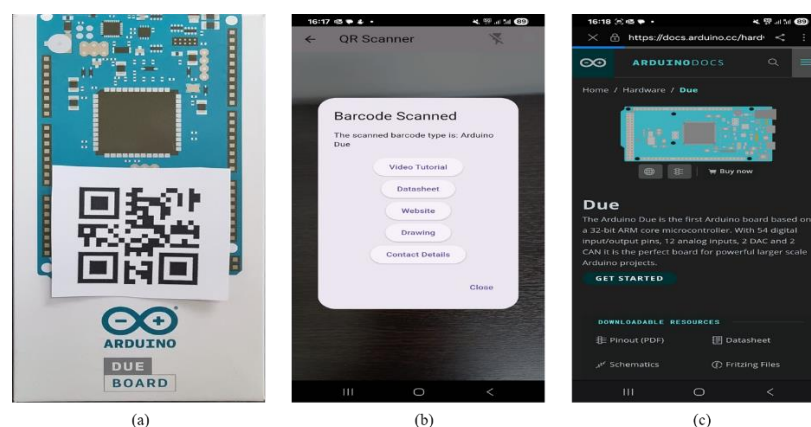 ARDUINO
DUE
BOARD
(a)
16:17
89
QR Scanner
Barcode Scanned
The scanned barcode type is: Arduino
Due
Video Tutorial
Datasheet
Website
Drawing
Contact Details
Close
(b)
16:18
89
https://docs.arduino.cc/hard
ARDUINODOCS
Home / Hardware / Due
Buy now
Due
The Arduino Due is the first Arduino board based on
a 32-bit ARM core microcontroller. With 54 digital
input/output pins, 12 analog inputs, 2 DAC and 2
CAN it is the perfect board for powerful larger scale
Arduino projects.
GET STARTED
DOWNLOADABLE RESOURCES
Pinout (PDF)
Datasheet
Schematics
Fritzing Files
(c)